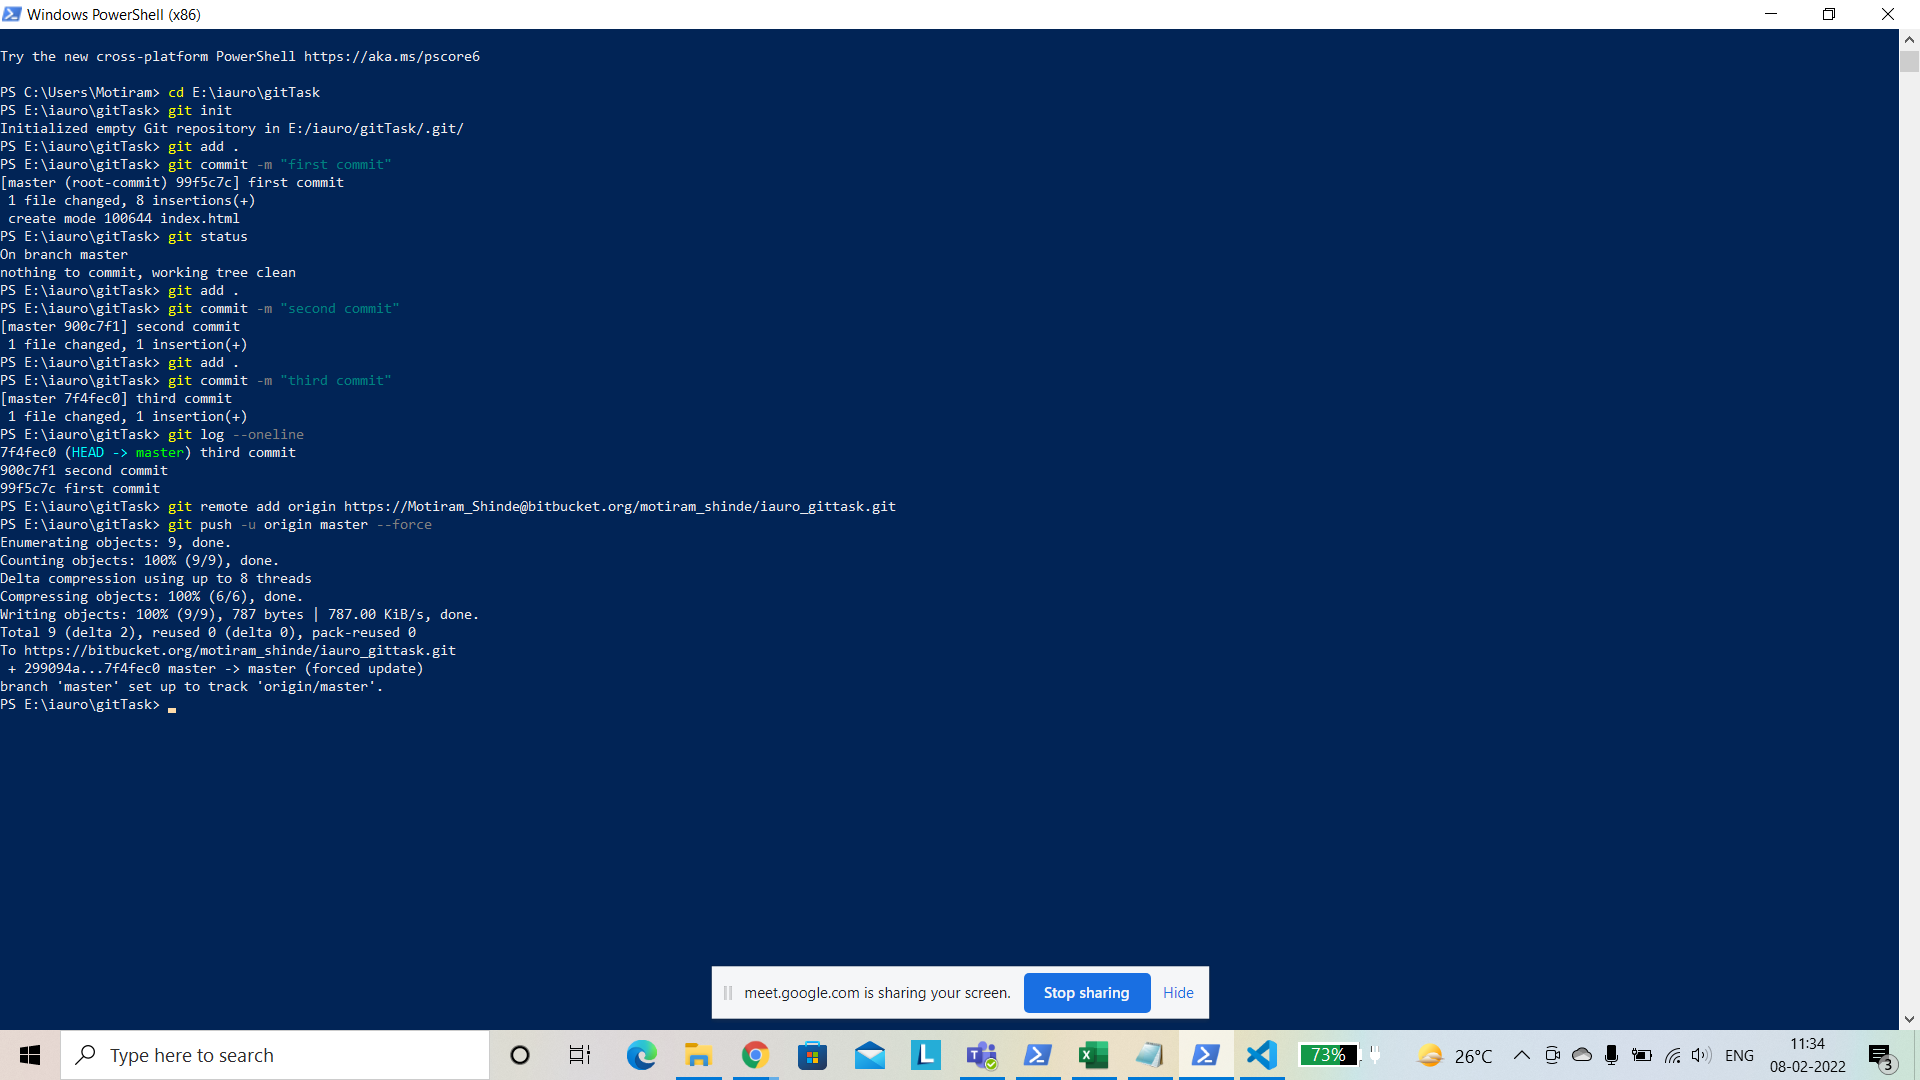 Windows PowerShell (x86)
Try the new cross-platform PowerShell https://aka.ms/pscore6
PS C:\Users\Motiram> cd E:\iauro\gitTask
PS E:\iauro\gitTask> git init
Initialized empty Git repository in E:/iauro/gitTask/.git/
PS E:\iauro\gitTask> git add .
PS E:\iauro\gitTask> git commit -m "first commit"
[master (root-commit) 99f5c7c] first commit
 1 file changed, 8 insertions(+)
 create mode 100644 index.html
PS E:\iauro\gitTask> git status
On branch master
nothing to commit, working tree clean
PS E:\iauro\gitTask> git add .
PS E:\iauro\gitTask> git commit -m "second commit"
[master 900c7f1] second commit
 1 file changed, 1 insertion(+)
PS E:\iauro\gitTask> git add .
PS E:\iauro\gitTask> git commit -m "third commit"
[master 7f4fec0] third commit
 1 file changed, 1 insertion(+)
PS E:\iauro\gitTask> git log --oneline
7f4fec0 (HEAD -> master) third commit
900c7f1 second commit
99f5c7c first commit
PS E:\iauro\gitTask> git remote add origin https://Motiram_Shinde@bitbucket.org/motiram_shinde/iauro_gittask.git
PS E:\iauro\gitTask> git push -u origin master --force
Enumerating objects: 9, done.
Counting objects: 100% (9/9), done.
Delta compression using up to 8 threads
Compressing objects: 100% (6/6), done.
Writing objects: 100% (9/9), 787 bytes | 787.00 KiB/s, done.
Total 9 (delta 2), reused 0 (delta 0), pack-reused 0
To https://bitbucket.org/motiram_shinde/iauro_gittask.git
 + 299094a...7f4fec0 master -> master (forced update)
branch 'master' set up to track 'origin/master'.
PS E:\iauro\gitTask>
meet.google.com is sharing your screen. Stop sharing Hide
Type here to search
L
73%
26°C
ENG
11:34
08-02-2022
3